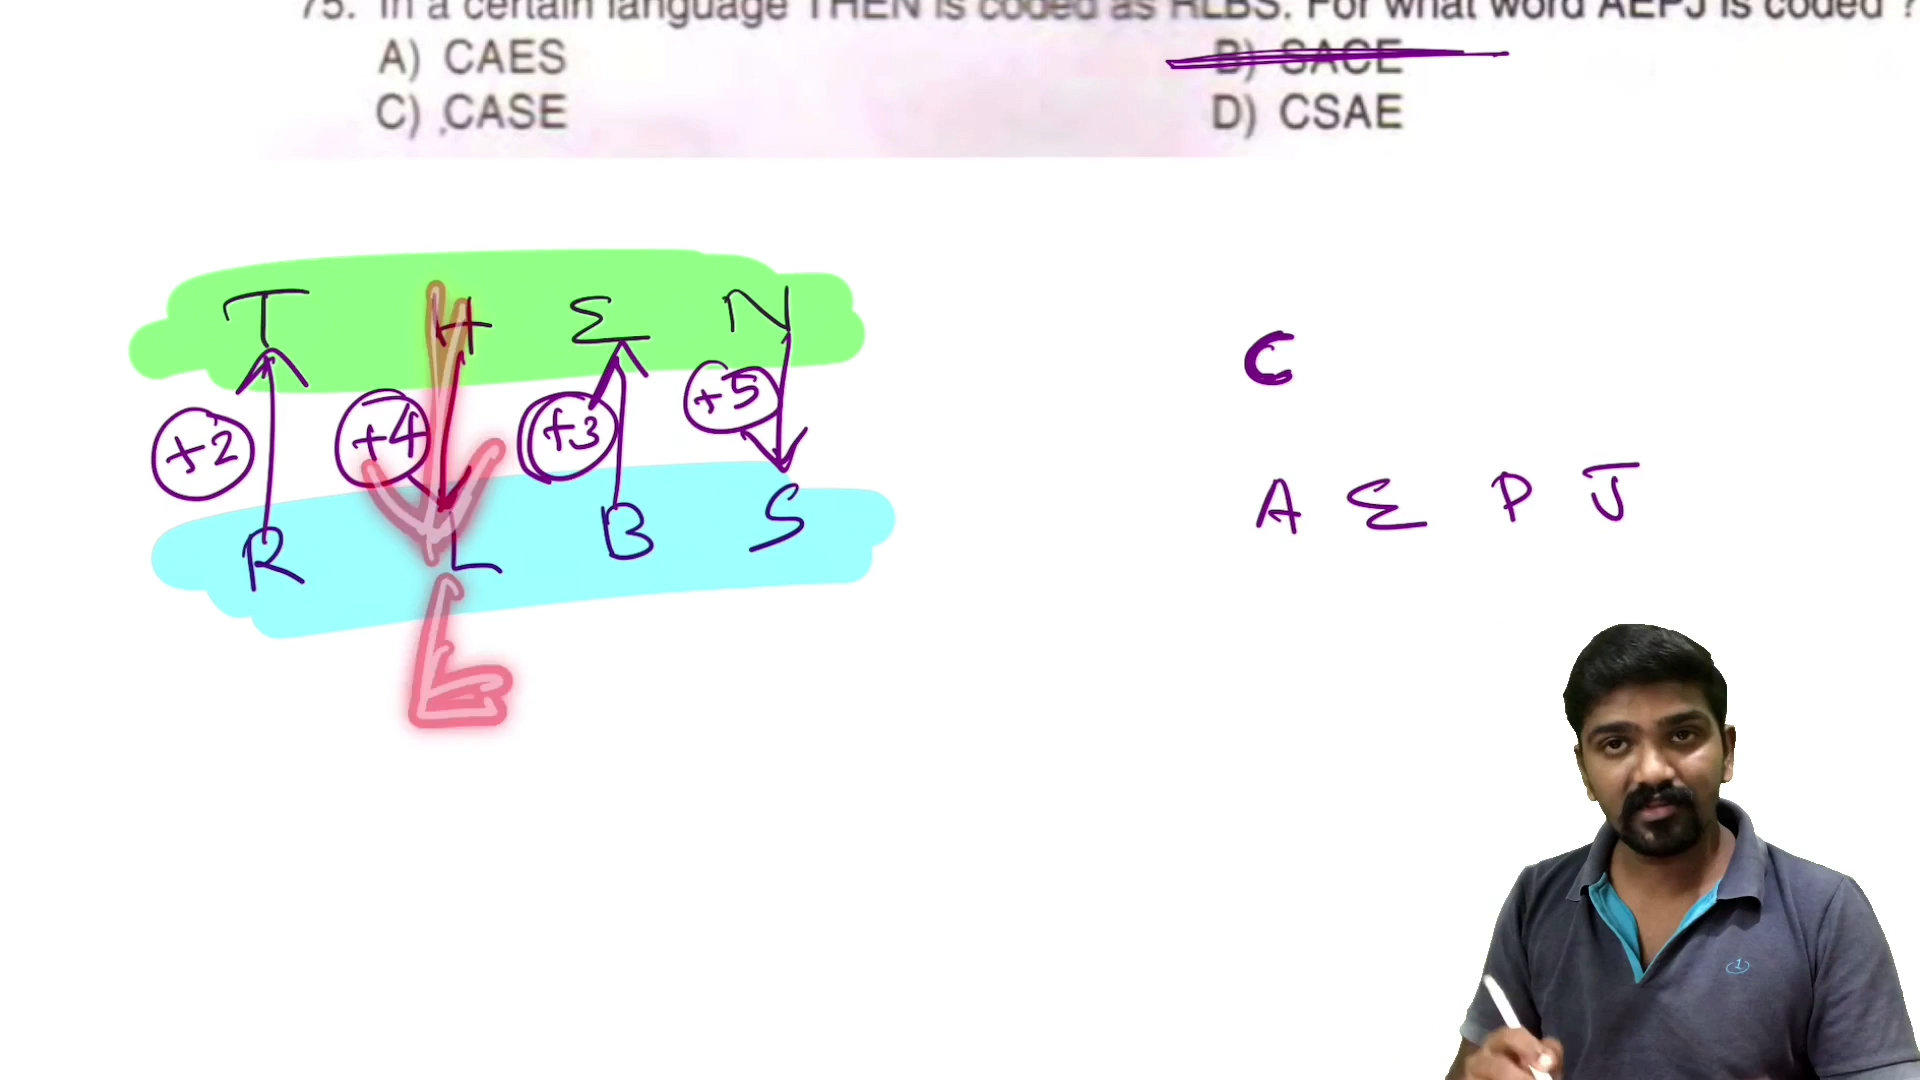 75. In a certain language THEN is coded as RLBS. For what word AEPJ is coded ?
A) CAES B) SACE
C) CASE D) CSAE
T H E N
+2 +4 +3 +5
R L B S
L
C
A E P J